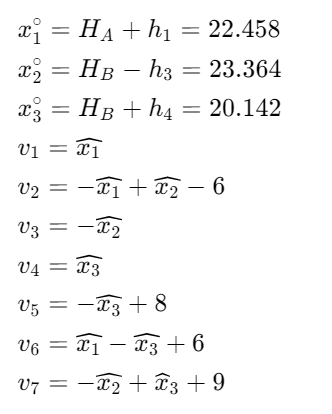 x₁° = H_A + h₁ = 22.458
x₂° = H_B − h₃ = 23.364
x₃° = H_B + h₄ = 20.142
v₁ = x̂₁
v₂ = −x̂₁ + x̂₂ − 6
v₃ = −x̂₂
v₄ = x̂₃
v₅ = −x̂₃ + 8
v₆ = x̂₁ − x̂₃ + 6
v₇ = −x̂₂ + x̂₃ + 9